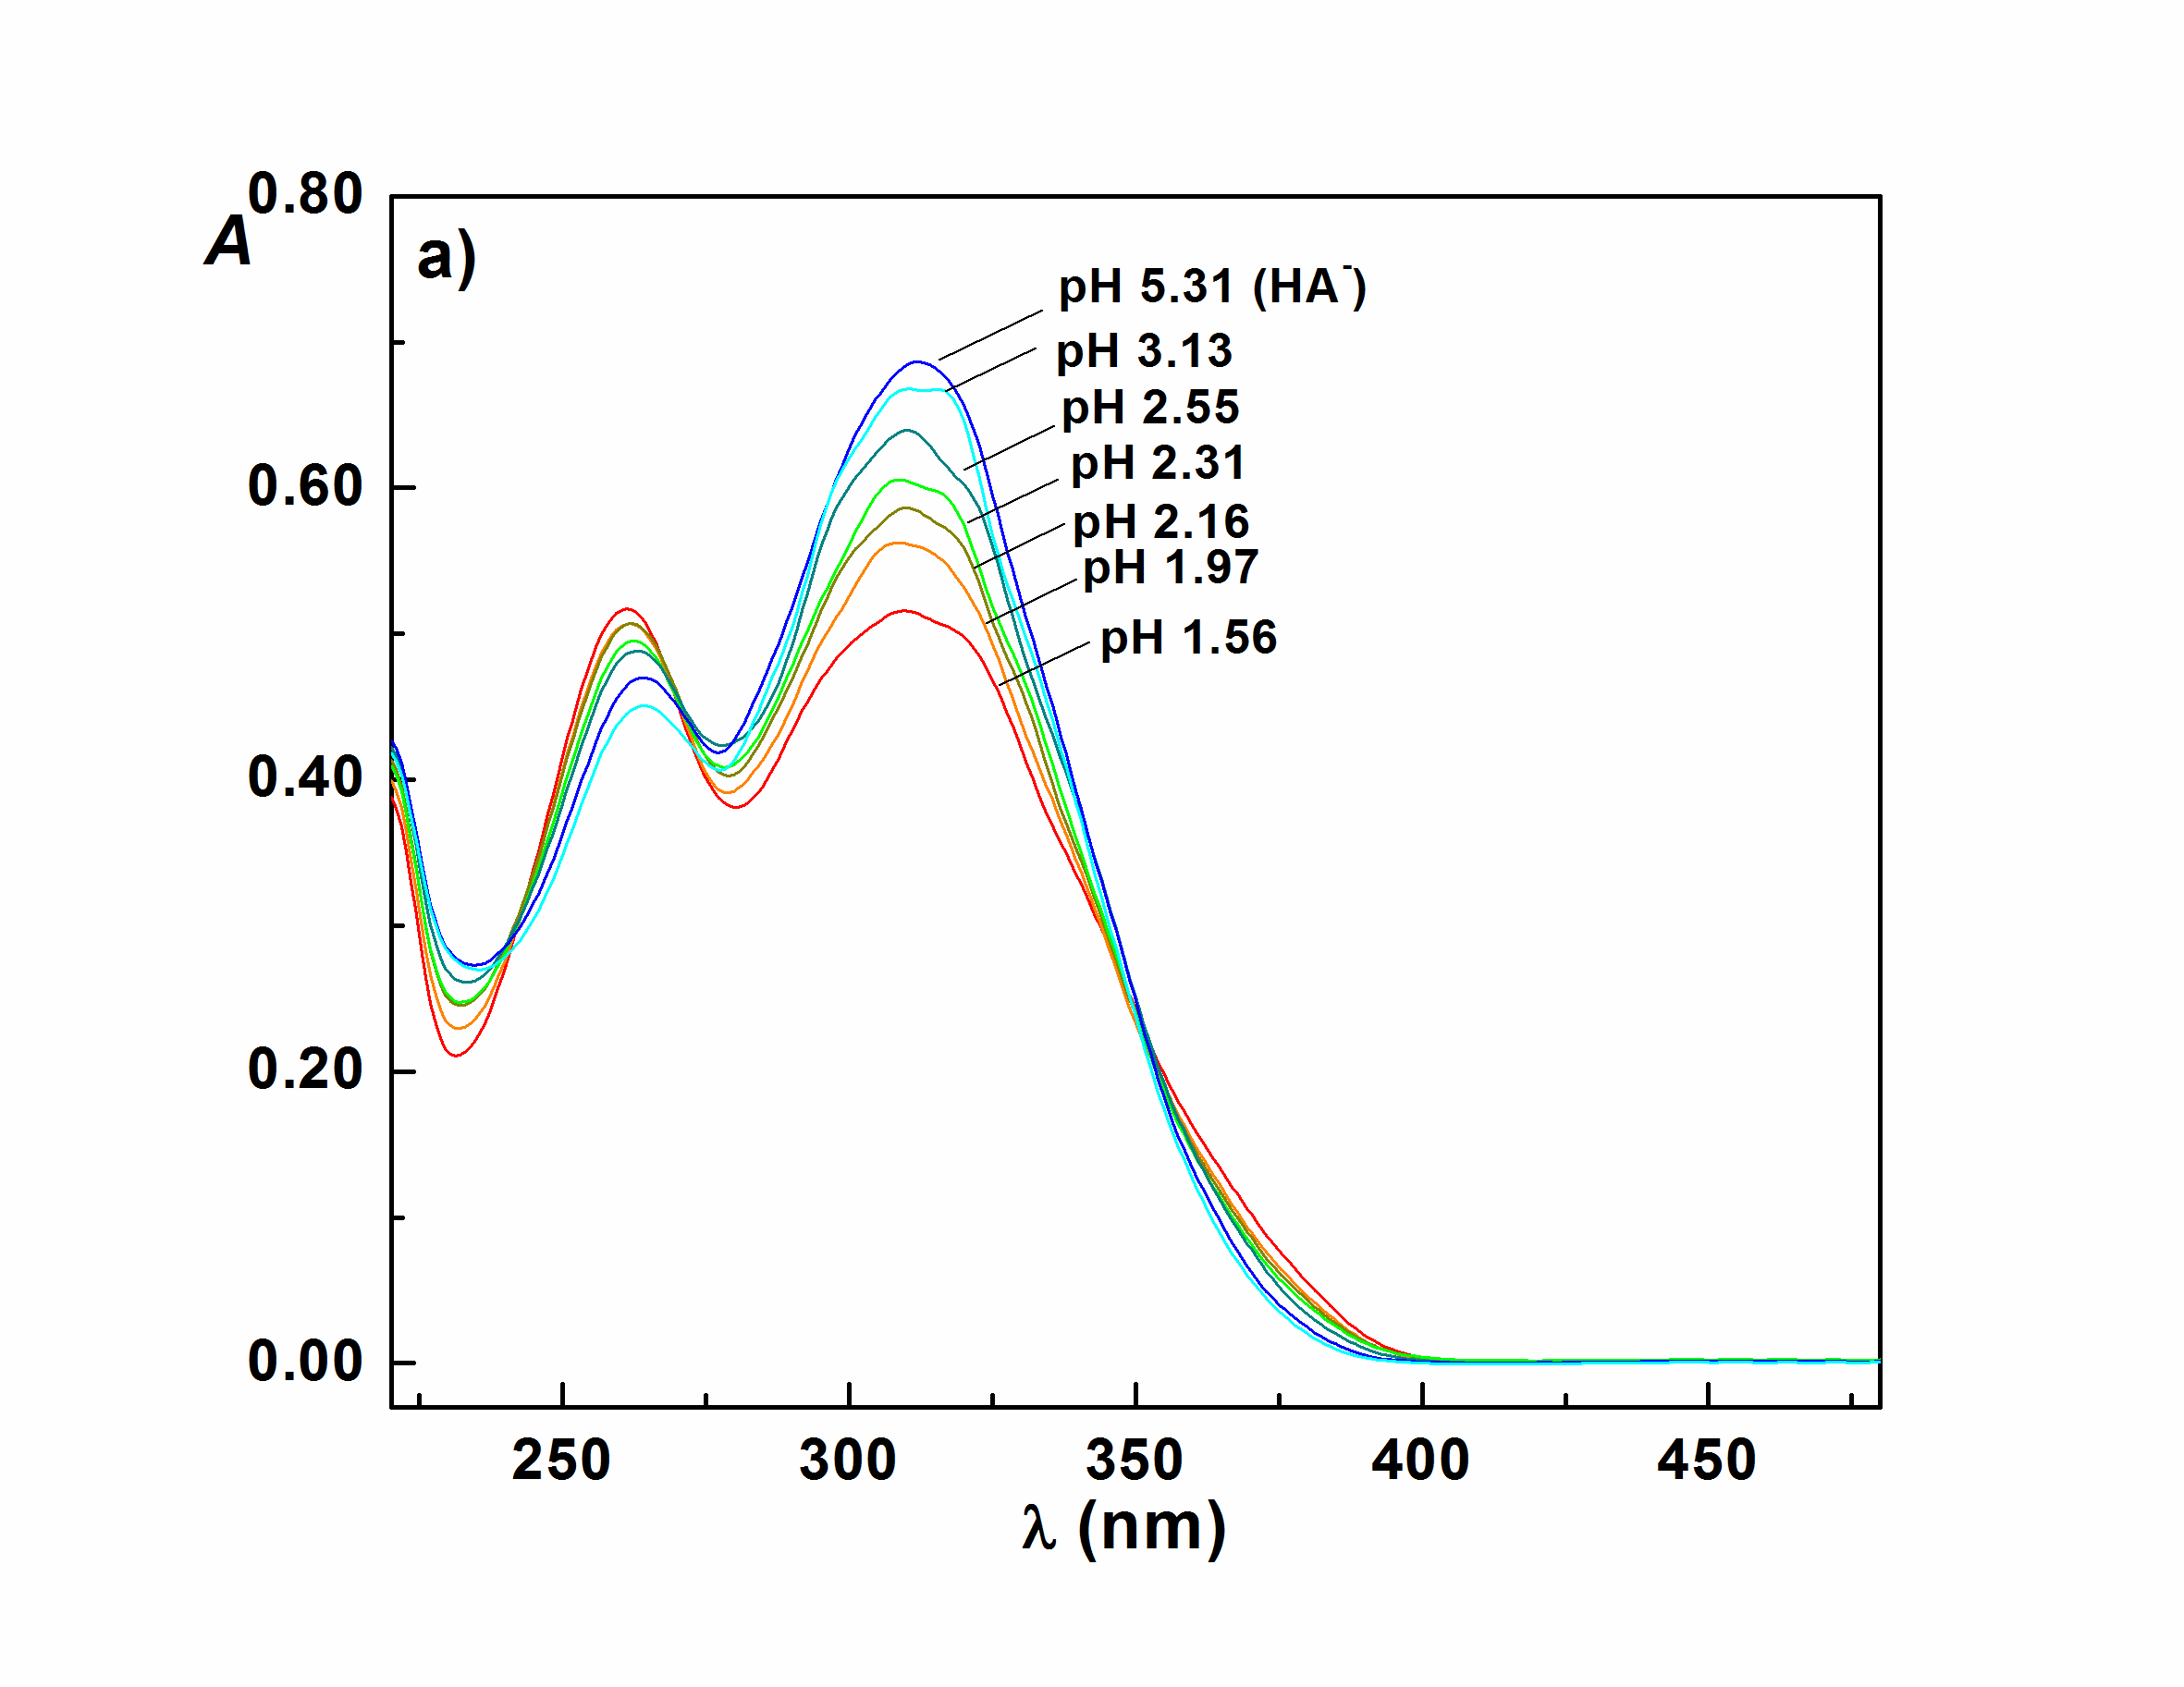 0.80
A
a)
pH 5.31 (HA⁻)
pH 3.13
pH 2.55
pH 2.31
pH 2.16
pH 1.97
pH 1.56
0.60
0.40
0.20
0.00
250 300 350 400 450
λ (nm)